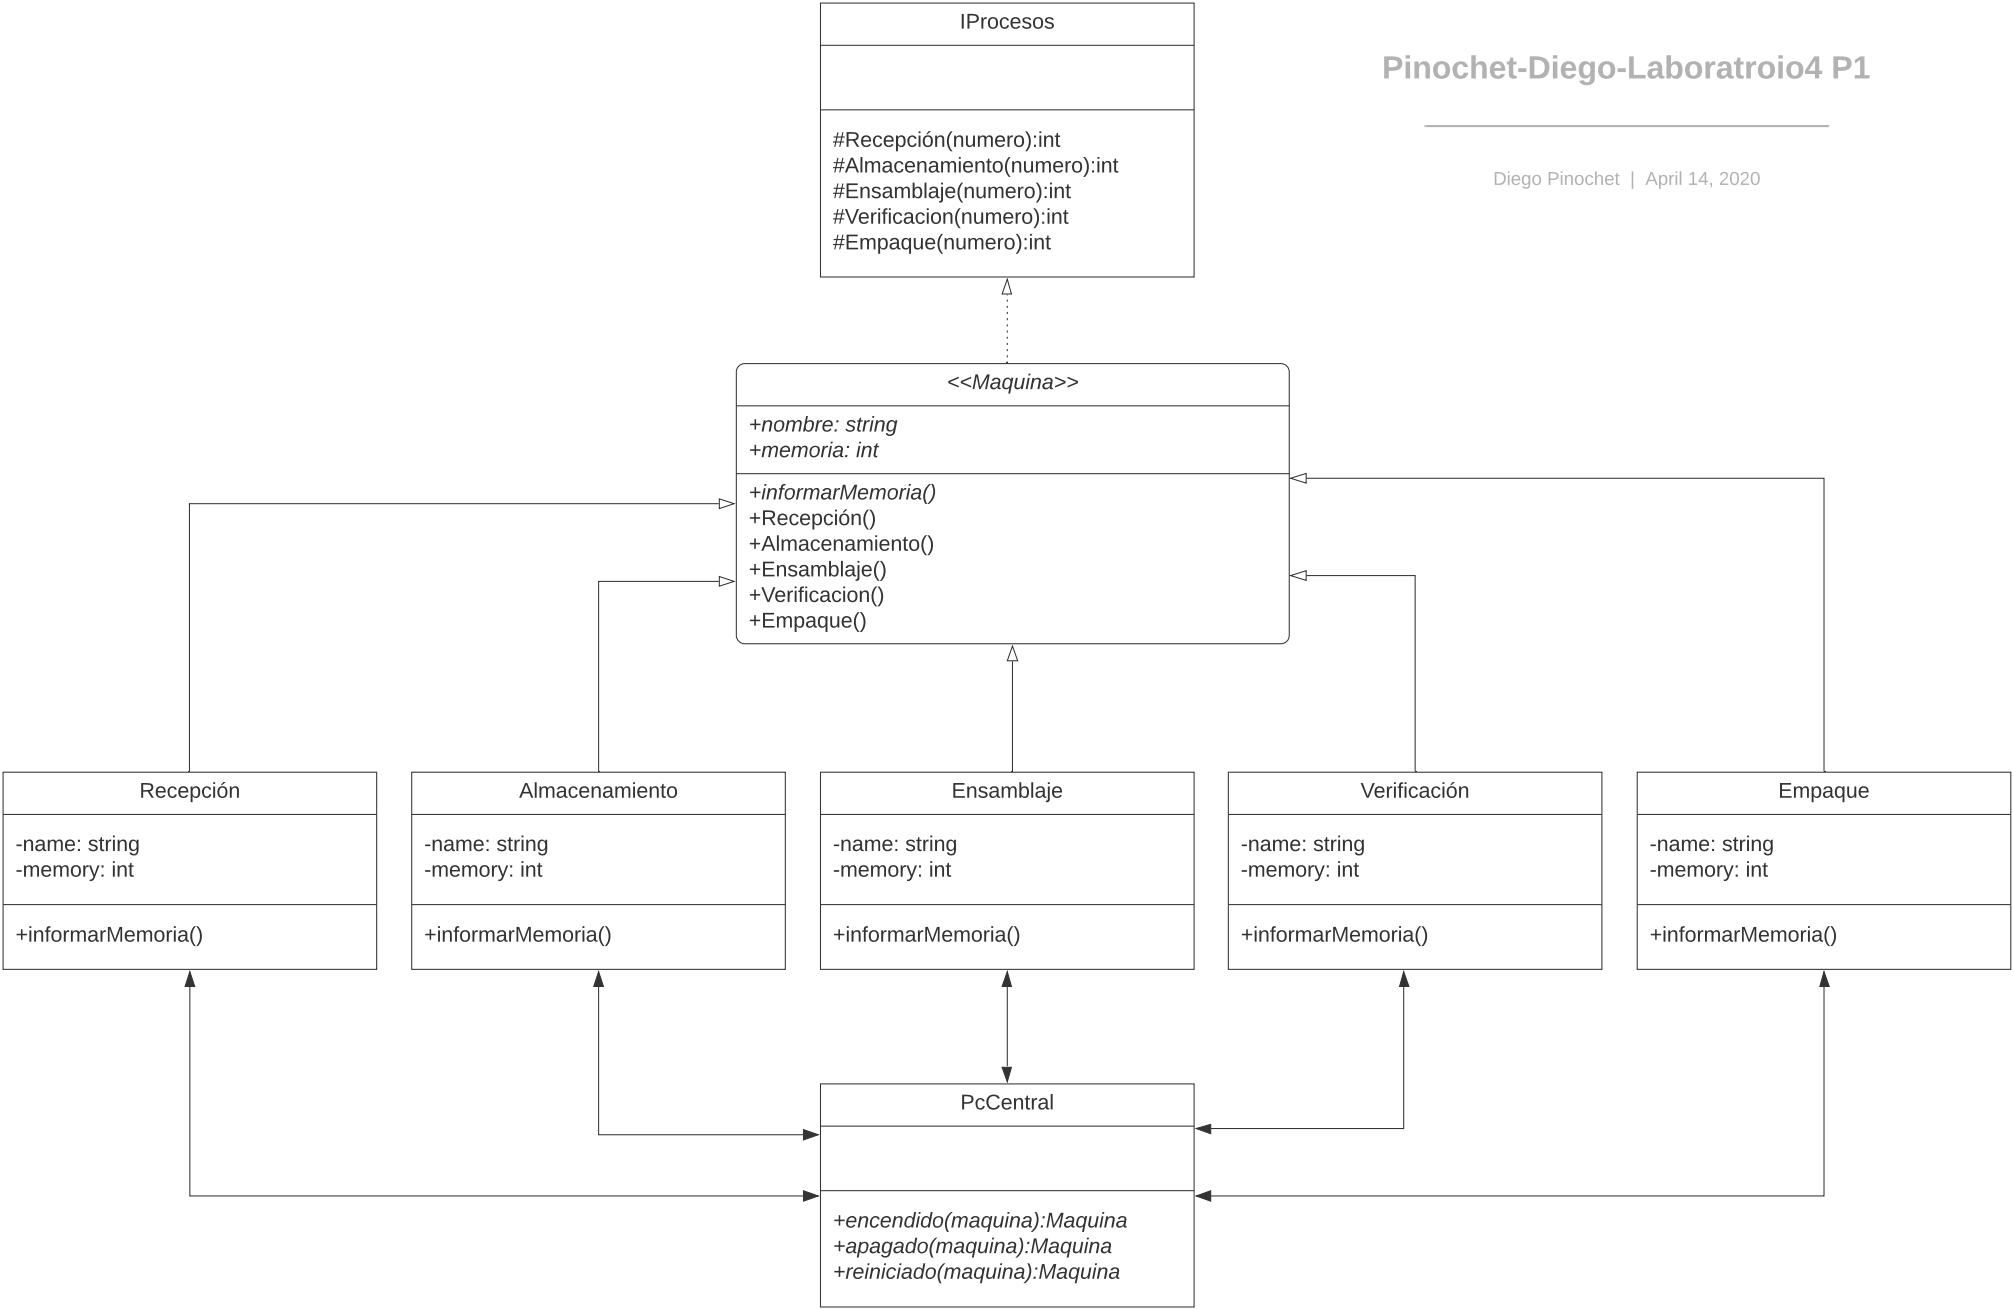 IProcesos
#Recepción(numero):int
#Almacenamiento(numero):int
#Ensamblaje(numero):int
#Verificacion(numero):int
#Empaque(numero):int
Pinochet-Diego-Laboratroio4 P1
Diego Pinochet | April 14, 2020
<<Maquina>>
+nombre: string
+memoria: int
+informarMemoria()
+Recepción()
+Almacenamiento()
+Ensamblaje()
+Verificacion()
+Empaque()
Recepción
-name: string
-memory: int
+informarMemoria()
Almacenamiento
-name: string
-memory: int
+informarMemoria()
Ensamblaje
-name: string
-memory: int
+informarMemoria()
Verificación
-name: string
-memory: int
+informarMemoria()
Empaque
-name: string
-memory: int
+informarMemoria()
PcCentral
+encendido(maquina):Maquina
+apagado(maquina):Maquina
+reiniciado(maquina):Maquina